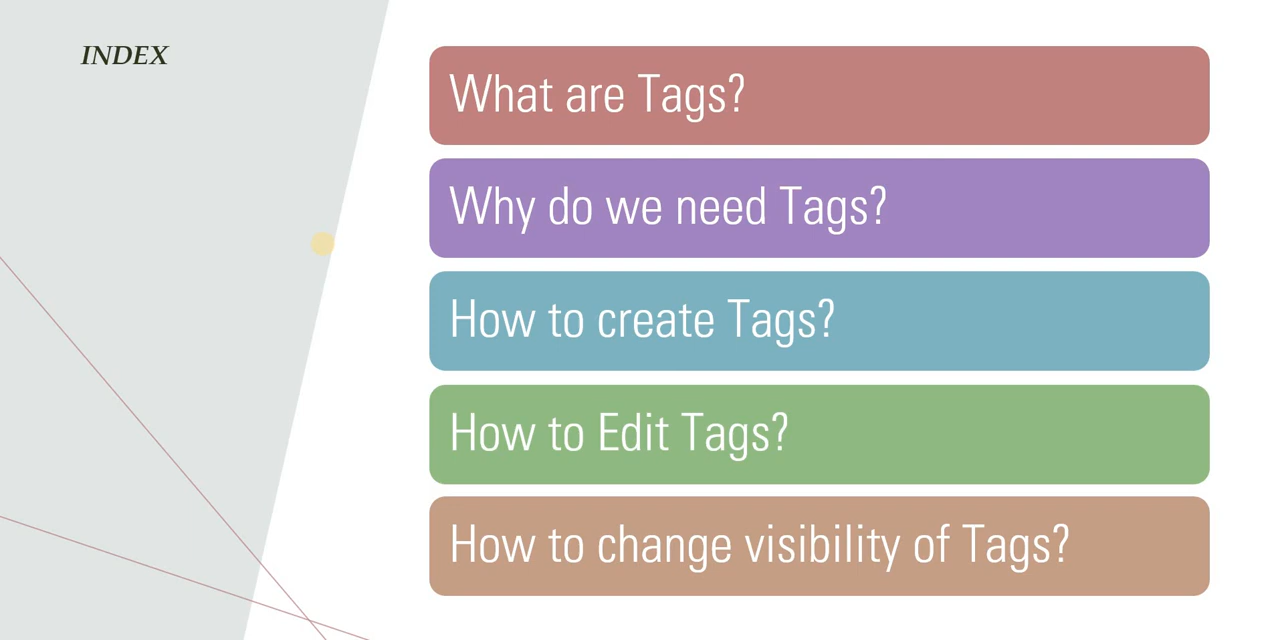 INDEX
What are Tags?
Why do we need Tags?
How to create Tags?
How to Edit Tags?
How to change visibility of Tags?